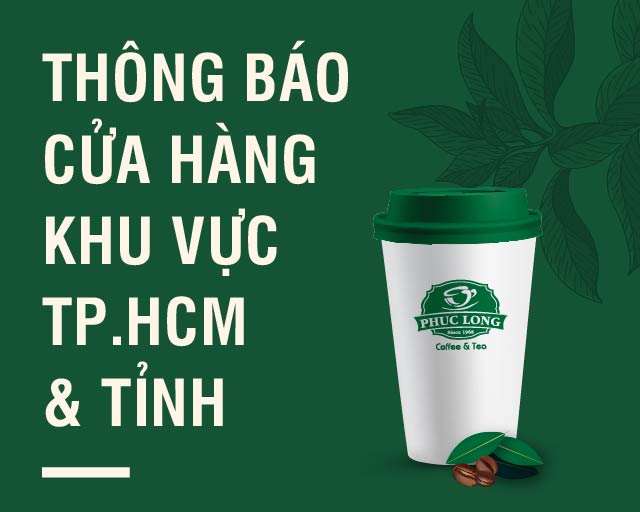 THÔNG BÁO
CỬA HÀNG
KHU VỰC
TP.HCM
& TỈNH
PHUC LONG
Since 1968
Coffee & Tea